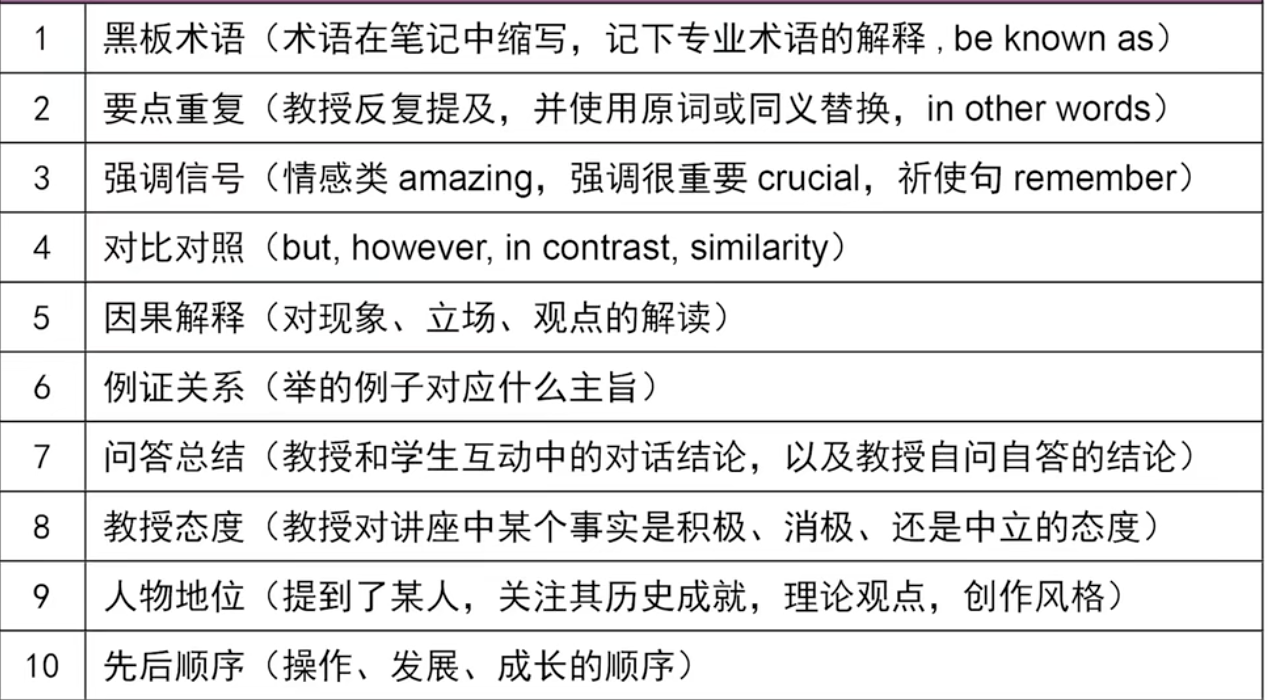 1 黑板术语（术语在笔记中缩写，记下专业术语的解释 , be known as）
2 要点重复（教授反复提及，并使用原词或同义替换，in other words）
3 强调信号（情感类 amazing，强调很重要 crucial，祈使句 remember）
4 对比对照（but, however, in contrast, similarity）
5 因果解释（对现象、立场、观点的解读）
6 例证关系（举的例子对应什么主旨）
7 问答总结（教授和学生互动中的对话结论，以及教授自问自答的结论）
8 教授态度（教授对讲座中某个事实是积极、消极、还是中立的态度）
9 人物地位（提到了某人，关注其历史成就，理论观点，创作风格）
10 先后顺序（操作、发展、成长的顺序）